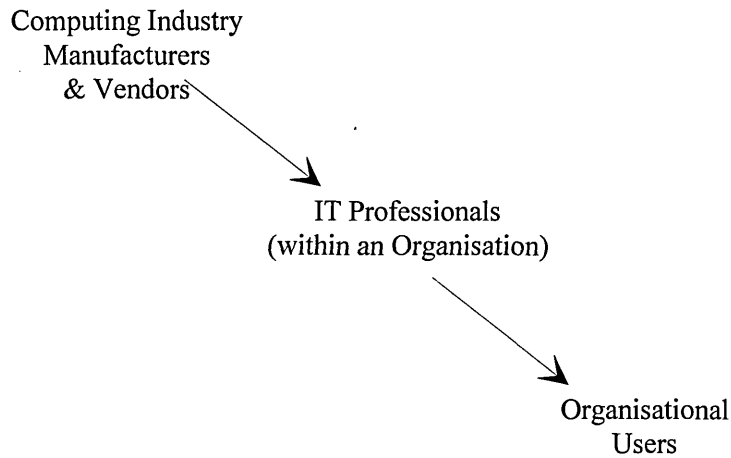 Computing Industry
Manufacturers
& Vendors
IT Professionals
(within an Organisation)
Organisational
Users